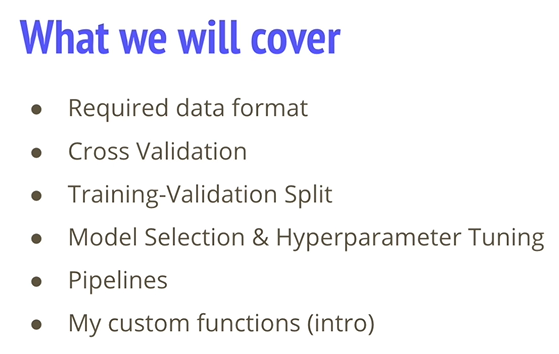 What we will cover
● Required data format
● Cross Validation
● Training-Validation Split
● Model Selection & Hyperparameter Tuning
● Pipelines
● My custom functions (intro)